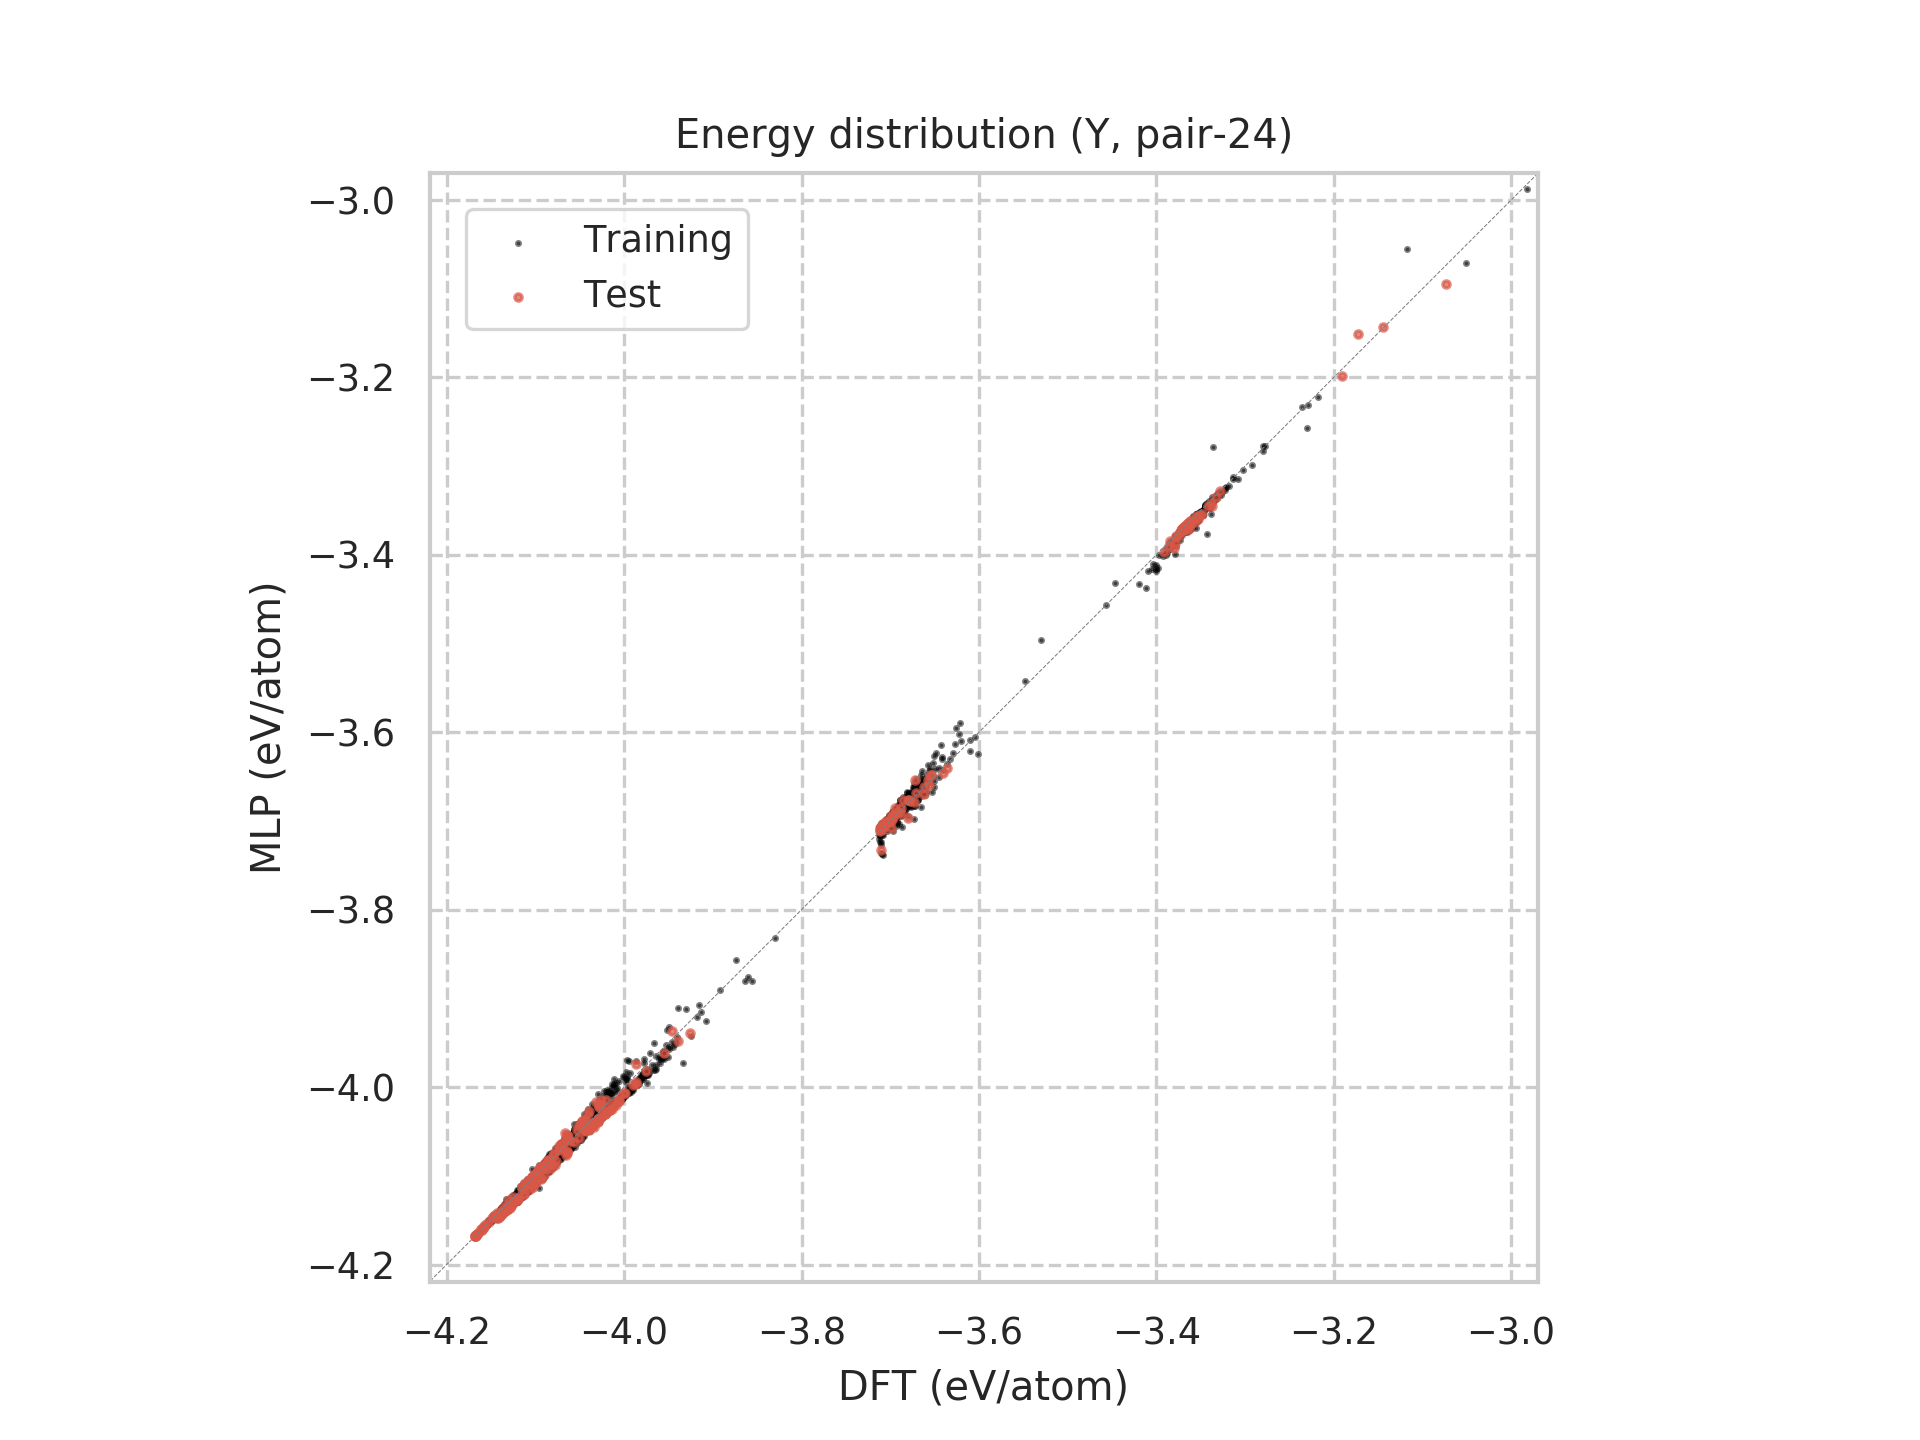 Energy distribution (Y, pair-24)
Training
Test
MLP (eV/atom)
−3.0
−3.2
−3.4
−3.6
−3.8
−4.0
−4.2
−4.2 −4.0 −3.8 −3.6 −3.4 −3.2 −3.0
DFT (eV/atom)